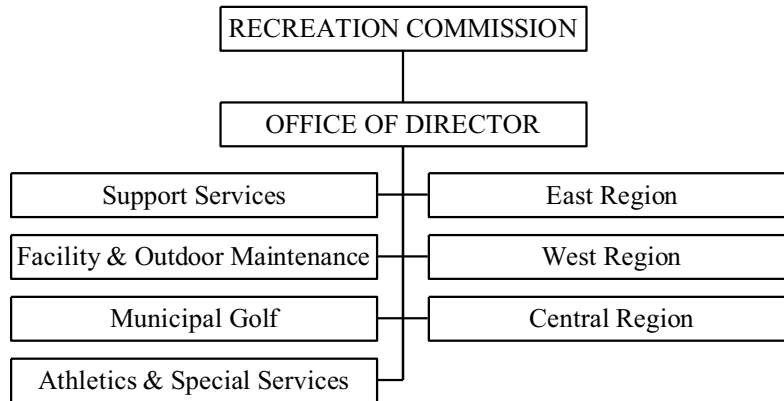 RECREATION COMMISSION
OFFICE OF DIRECTOR
Support Services
East Region
Facility & Outdoor Maintenance
West Region
Municipal Golf
Central Region
Athletics & Special Services